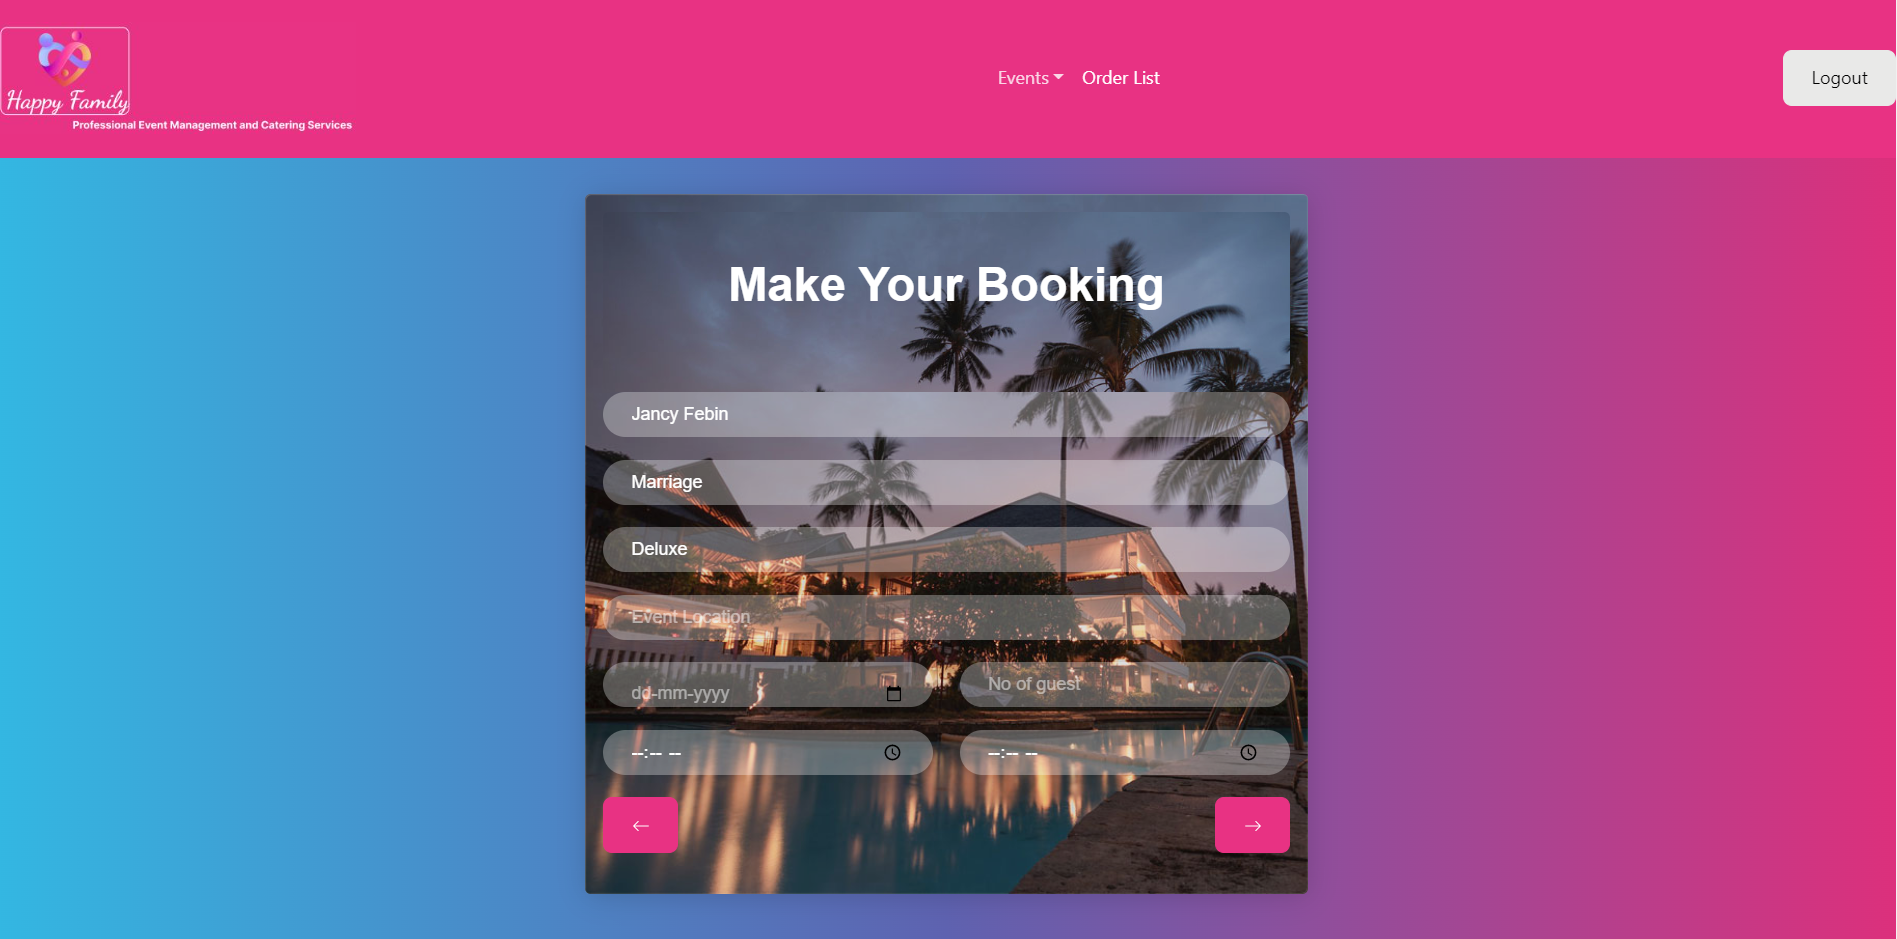 Happy Family
Professional Event Management and Catering Services
Events
Order List
Logout
Make Your Booking
Jancy Febin
Marriage
Deluxe
Event Location
dd-mm-yyyy
No of guest
--:-- --
--:-- --